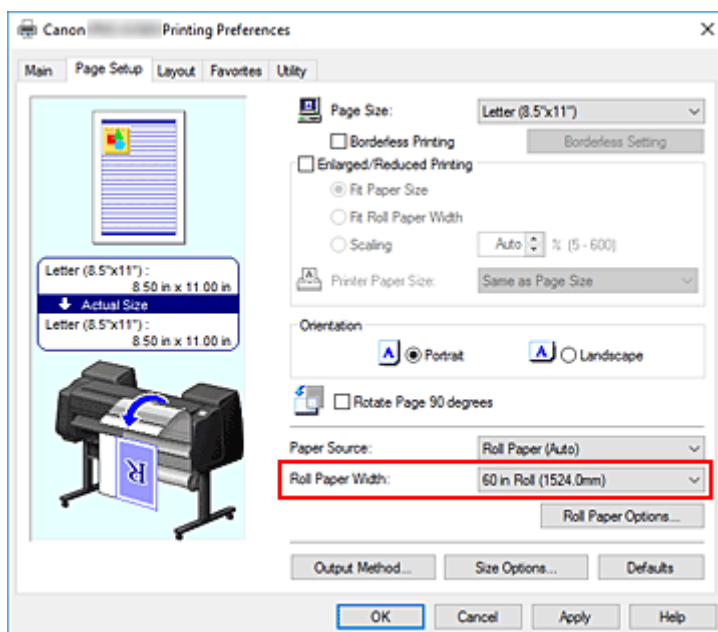 Canon Printing Preferences
Main Page Setup Layout Favorites Utility
Page Size: Letter (8.5"x11")
Borderless Printing Borderless Setting
Enlarged/Reduced Printing
Fit Paper Size
Fit Roll Paper Width
Scaling Auto % (5 - 600)
Printer Paper Size: Same as Page Size
Letter (8.5"x11") :
8.50 in x 11.00 in
Actual Size
Letter (8.5"x11") :
8.50 in x 11.00 in
Orientation
A Portrait A Landscape
Rotate Page 90 degrees
Paper Source: Roll Paper (Auto)
Roll Paper Width: 60 in Roll (1524.0mm)
Roll Paper Options...
R
Output Method... Size Options... Defaults
OK Cancel Apply Help